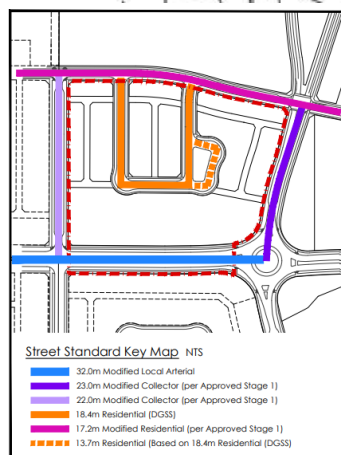 Street Standard Key Map NTS
32.0m Modified Local Arterial
23.0m Modified Collector (per Approved Stage 1)
22.0m Modified Collector (per Approved Stage 1)
18.4m Residential (DGSS)
17.2m Modified Residential (per Approved Stage 1)
13.7m Residential (Based on 18.4m Residential (DGSS)